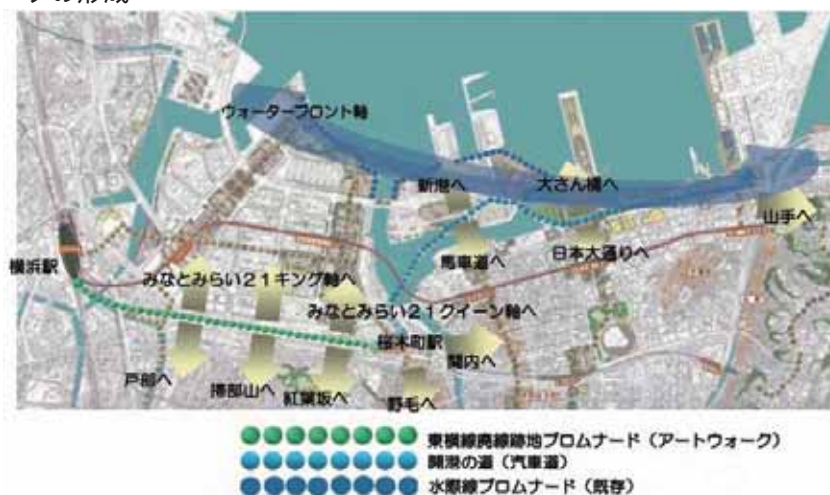 ウォーターフロント軸
新港へ
大さん橋へ
山手へ
横浜駅
馬車道へ
日本大通りへ
みなとみらい21キング軸へ
みなとみらい21クイーン軸へ
桜木町駅
関内へ
戸部へ
掃部山へ
紅葉坂へ
野毛へ
東横線廃線跡地プロムナード（アートウォーク）
開港の道（汽車道）
水際線プロムナード（既存）